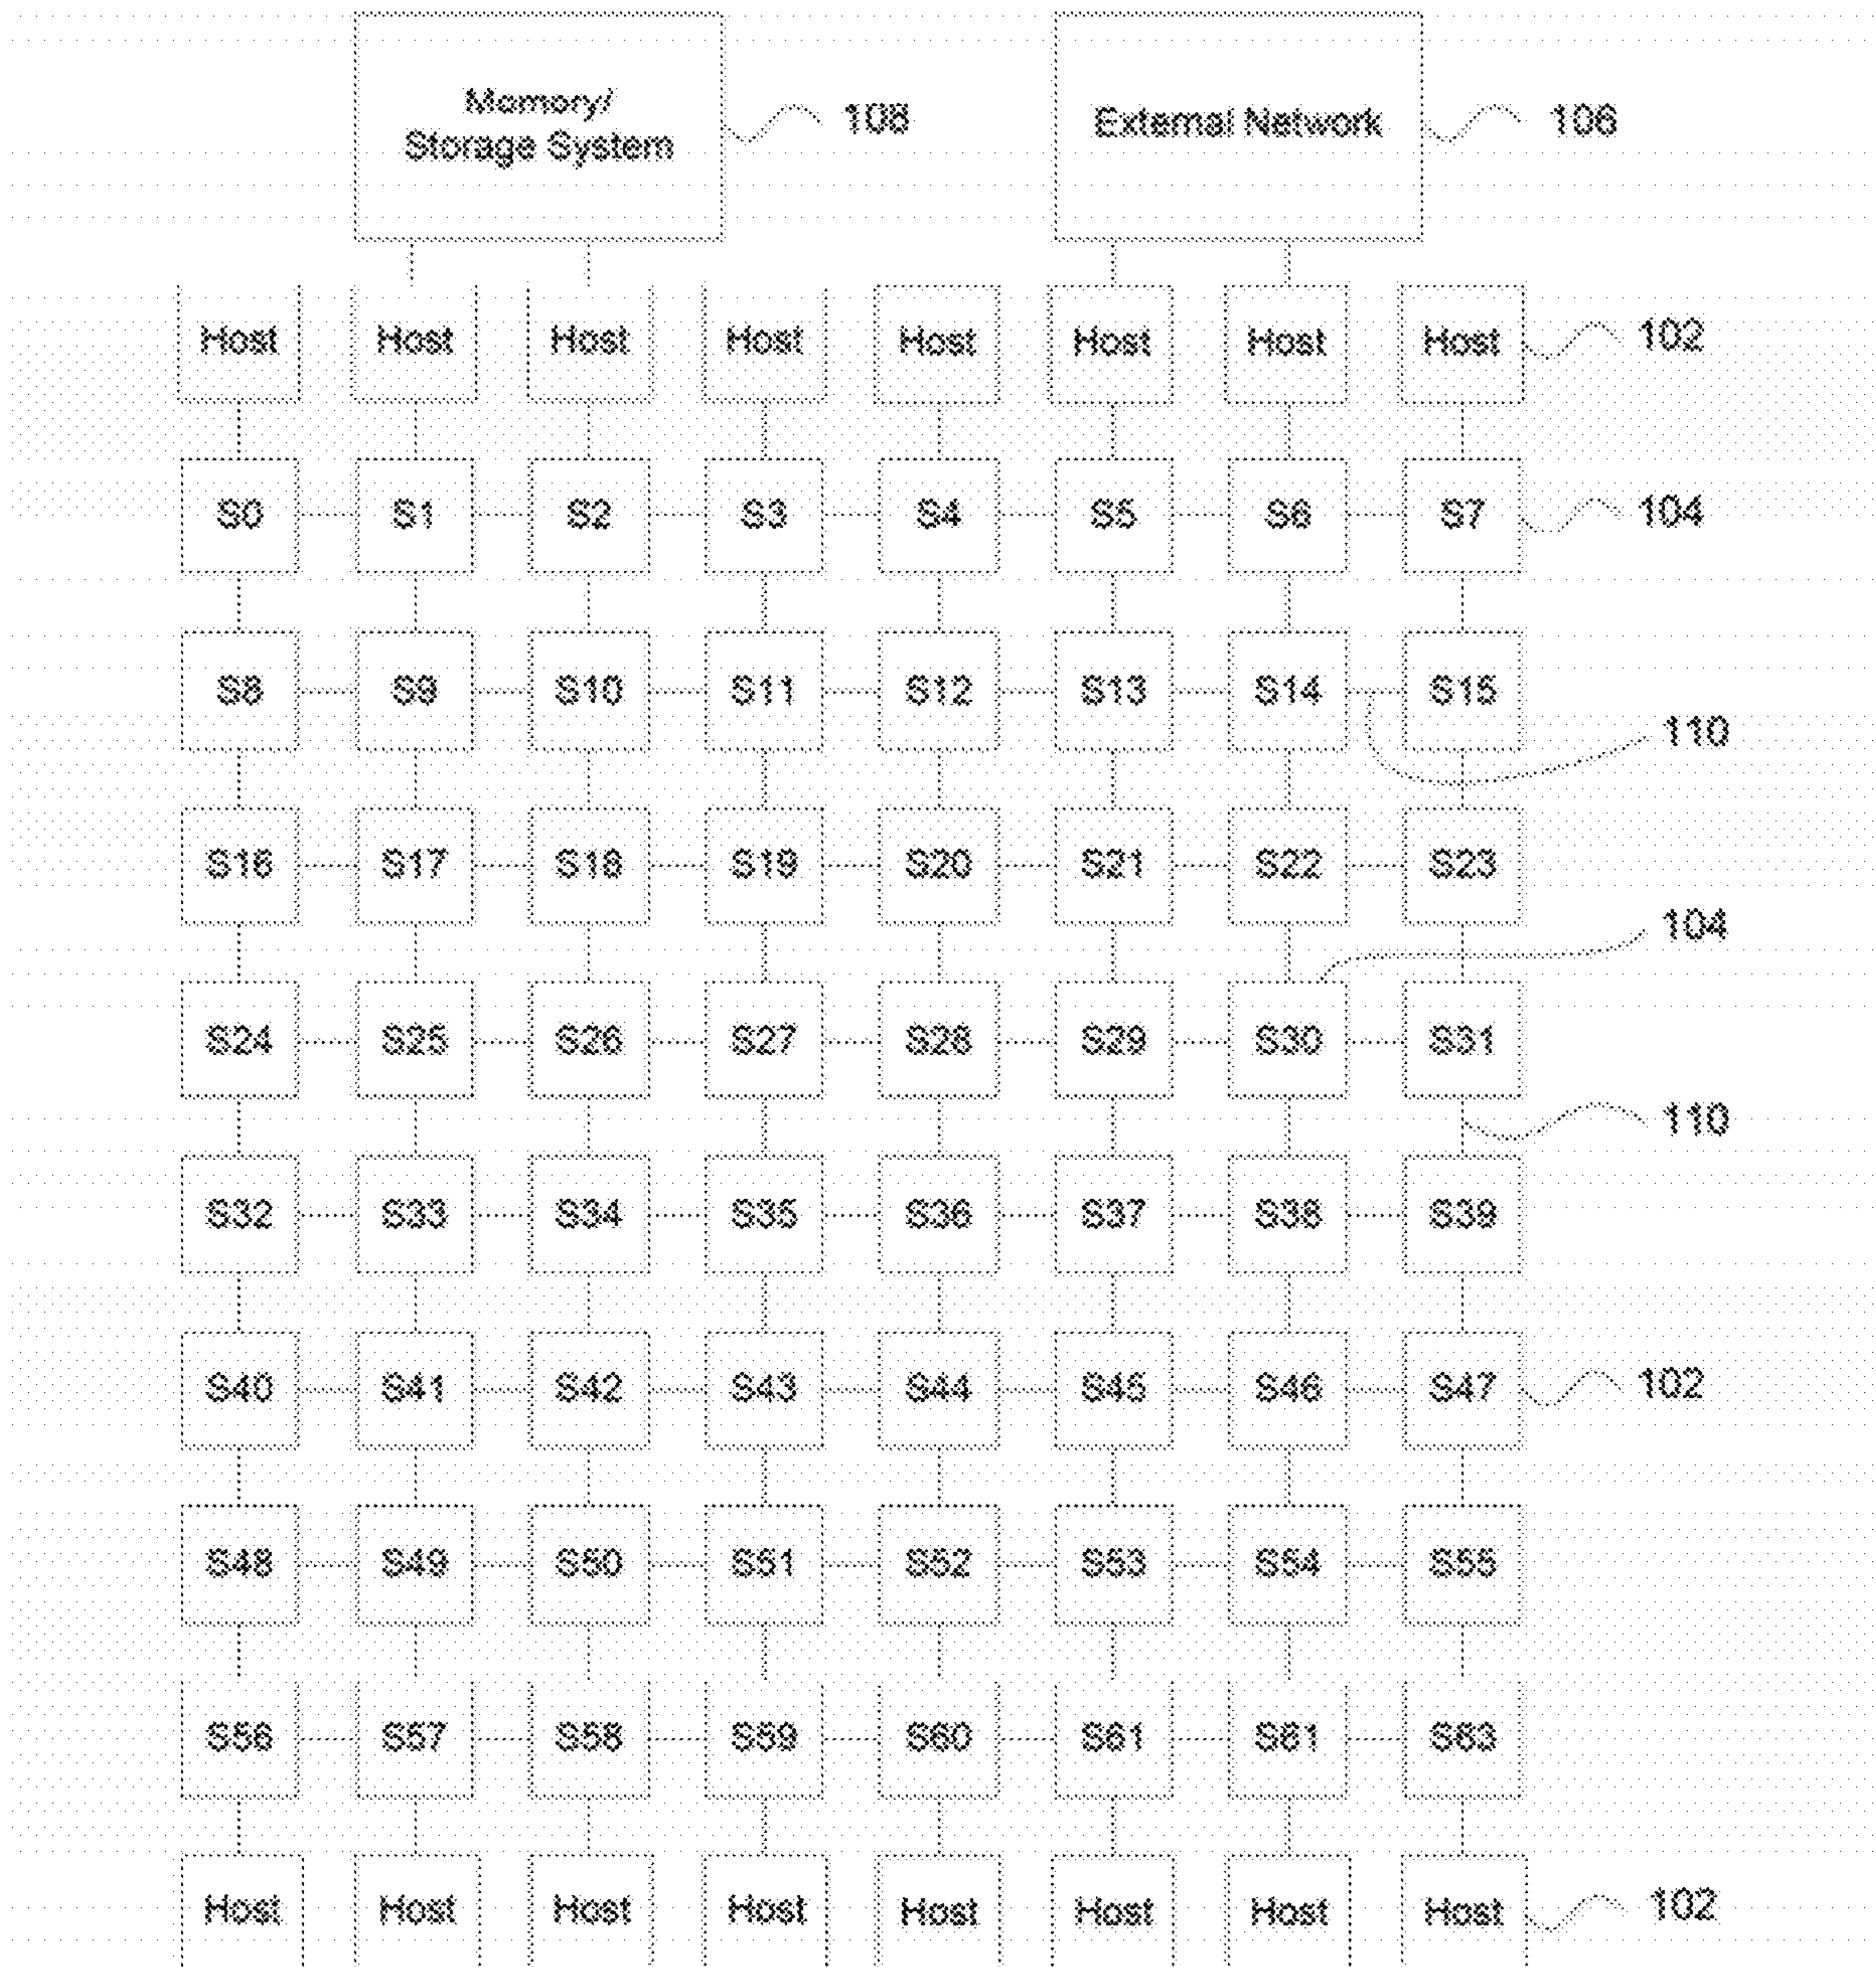 Memory/
Storage System
108
External Network
106
Host Host Host Host Host Host Host Host 102
S0 S1 S2 S3 S4 S5 S6 S7 104
S8 S9 S10 S11 S12 S13 S14 S15
110
S16 S17 S18 S19 S20 S21 S22 S23
104
S24 S25 S26 S27 S28 S29 S30 S31
110
S32 S33 S34 S35 S36 S37 S38 S39
S40 S41 S42 S43 S44 S45 S46 S47 102
S48 S49 S50 S51 S52 S53 S54 S55
S56 S57 S58 S59 S60 S61 S61 S63
Host Host Host Host Host Host Host Host 102